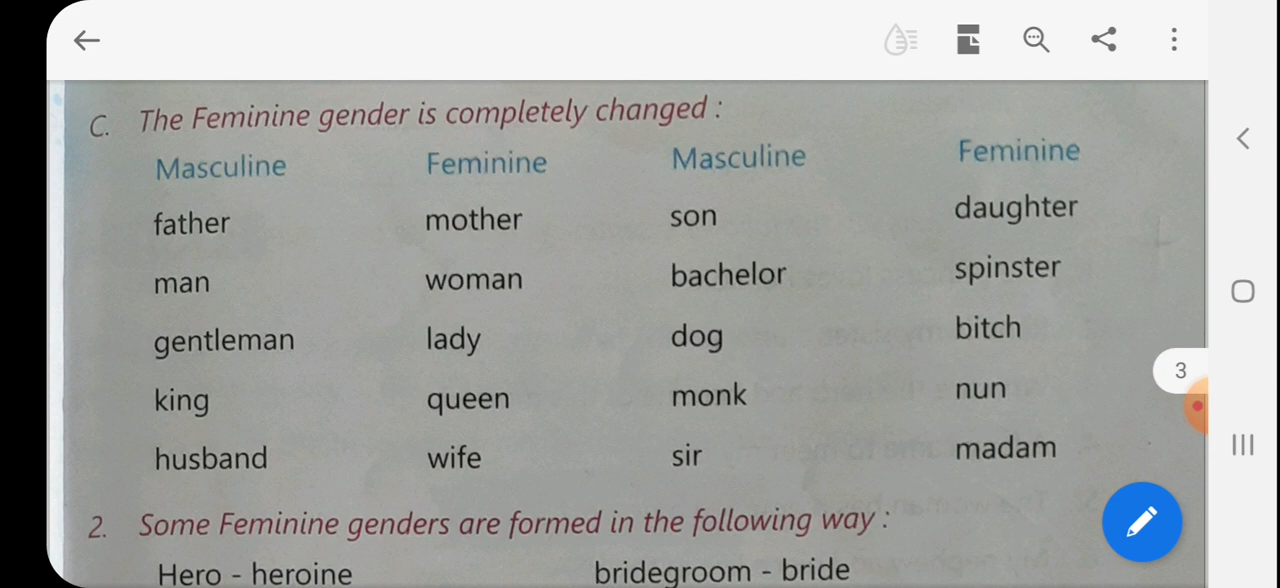 C. The Feminine gender is completely changed :
Masculine Feminine Masculine Feminine
father mother son daughter
man woman bachelor spinster
gentleman lady dog bitch
king queen monk nun
husband wife sir madam
3
2. Some Feminine genders are formed in the following way :
Hero - heroine bridegroom - bride